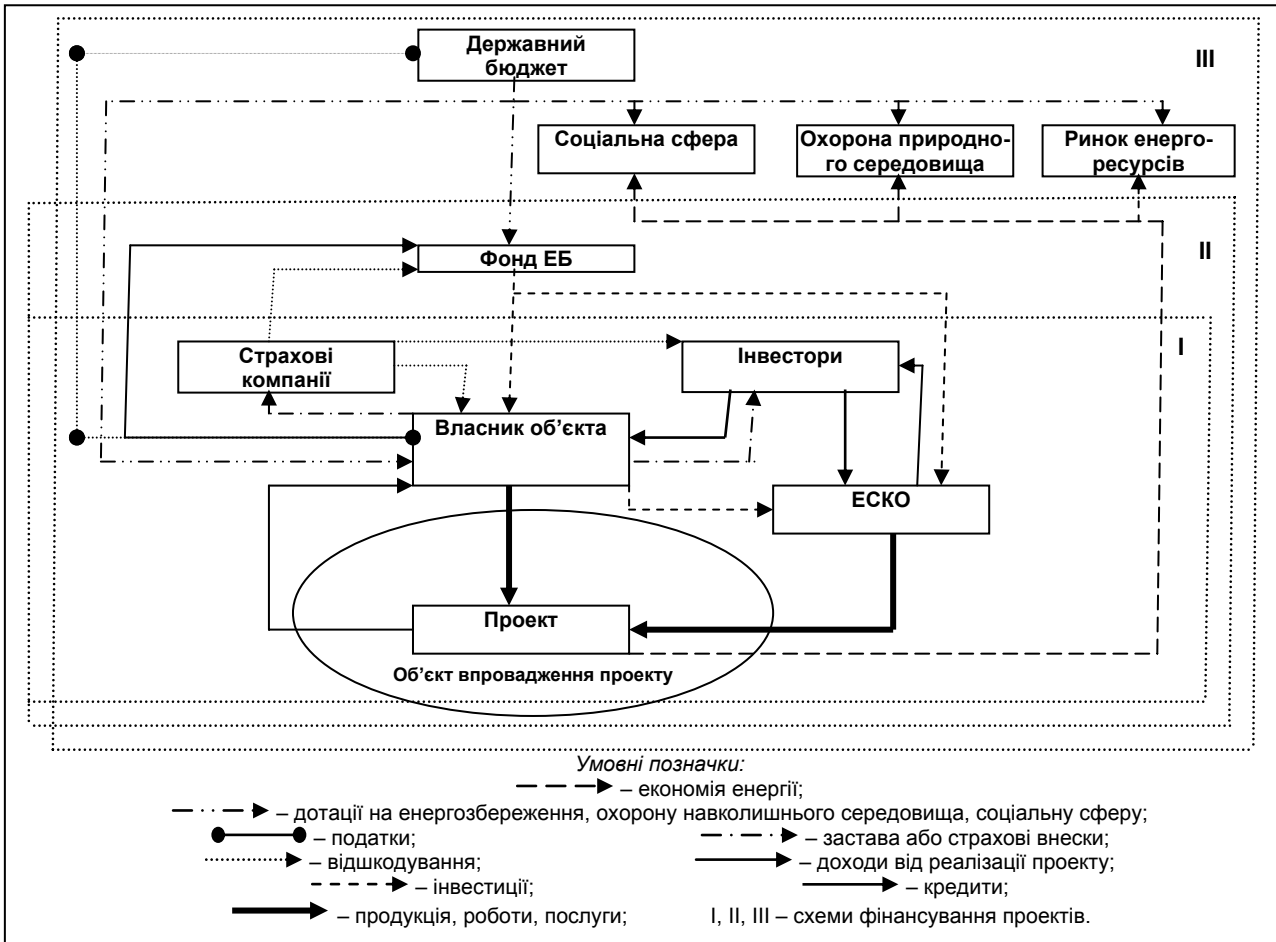 Державний
бюджет
III
Соціальна сфера
Охорона природно-
го середовища
Ринок енерго-
ресурсів
II
Фонд ЕБ
I
Страхові
компанії
Інвестори
Власник об’єкта
ЕСКО
Проект
Об’єкт впровадження проекту
Умовні позначки:
– економія енергії;
– дотації на енергозбереження, охорону навколишнього середовища, соціальну сферу;
– податки; – застава або страхові внески;
– відшкодування; – доходи від реалізації проекту;
– інвестиції; – кредити;
– продукція, роботи, послуги; I, II, III – схеми фінансування проектів.